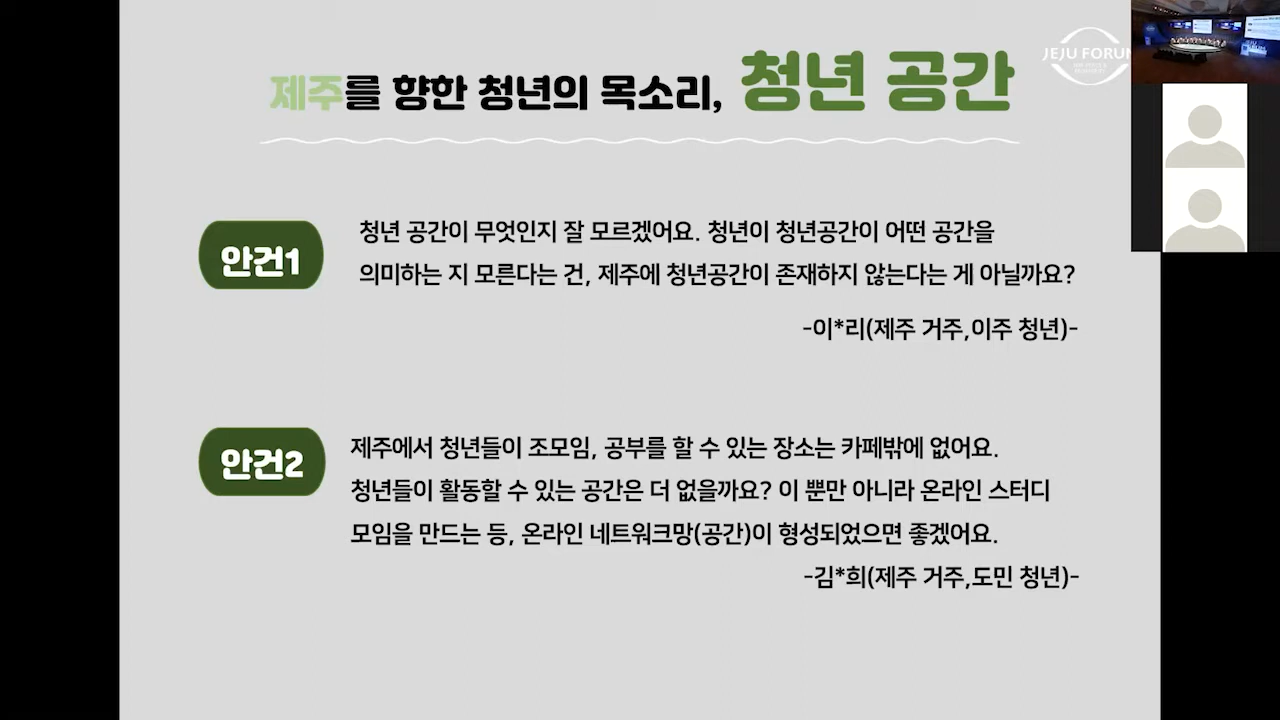 제주를 향한 청년의 목소리, 청년 공간
JEJU FORUM
안건1
청년 공간이 무엇인지 잘 모르겠어요. 청년이 청년공간이 어떤 공간을
의미하는 지 모른다는 건, 제주에 청년공간이 존재하지 않는다는 게 아닐까요?
-이*리(제주 거주,이주 청년)-
안건2
제주에서 청년들이 조모임, 공부를 할 수 있는 장소는 카페밖에 없어요.
청년들이 활동할 수 있는 공간은 더 없을까요? 이 뿐만 아니라 온라인 스터디
모임을 만드는 등, 온라인 네트워크망(공간)이 형성되었으면 좋겠어요.
-김*희(제주 거주,도민 청년)-